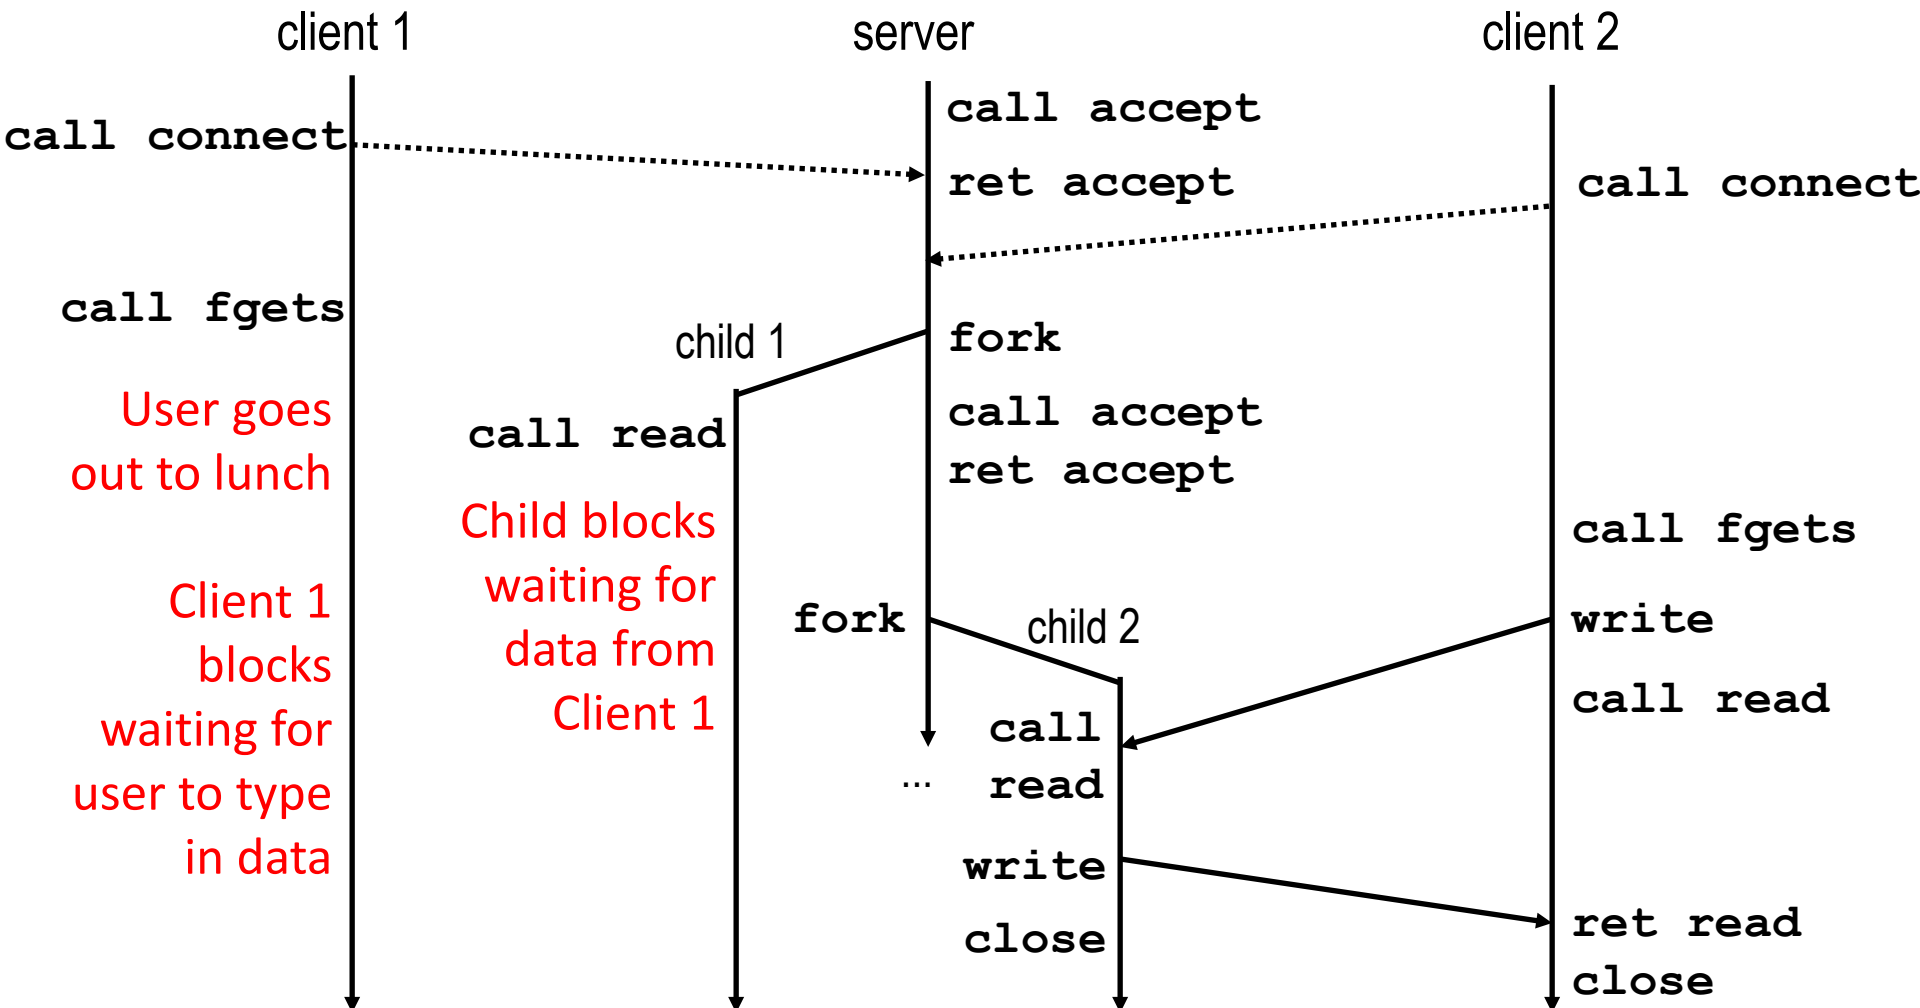 client 1
server
client 2
call connect
call accept
ret accept
call connect
call fgets
child 1
fork
User goes
out to lunch
call read
call accept
ret accept
Child blocks
waiting for
data from
Client 1
call fgets
Client 1
blocks
waiting for
user to type
in data
fork
child 2
write
call read
call
read
...
write
close
ret read
close